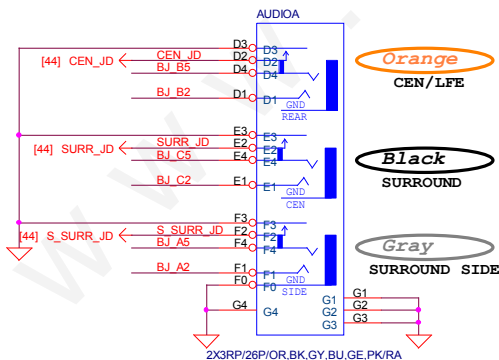 AUDIOA
D3 D3
[44] CEN_JD CEN_JD D2 D2
BJ_B5 D4 D4
BJ_B2 D1 D1
GND
REAR
Orange
CEN/LFE
E3 E3
[44] SURR_JD SURR_JD E2 E2
BJ_C5 E4 E4
BJ_C2 E1 E1
GND
CEN
Black
SURROUND
F3 F3
[44] S_SURR_JD S_SURR_JD F2 F2
BJ_A5 F4 F4
BJ_A2 F1 F1
F0 F0
GND
SIDE
Gray
SURROUND SIDE
G4 G4
G1 G1
G2 G2
G3 G3
2X3RP/26P/OR,BK,GY,BU,GE,PK/RA
w w w .